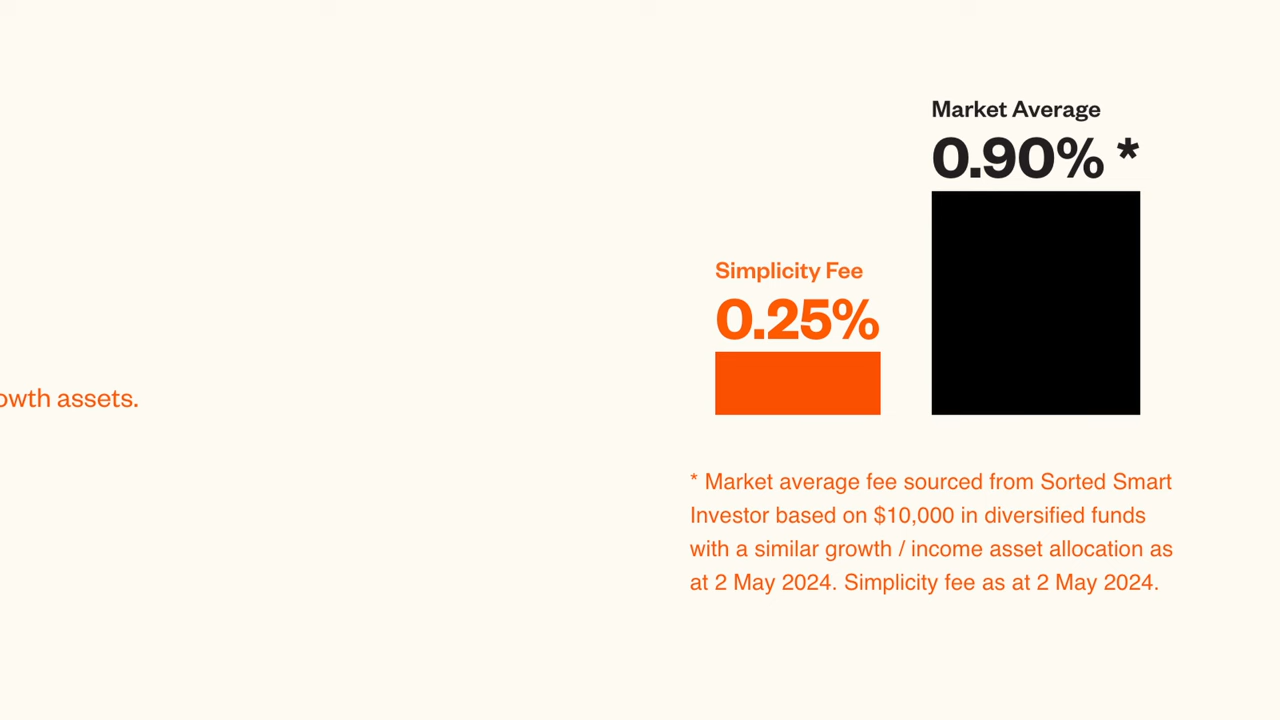 Market Average
0.90% *
Simplicity Fee
0.25%
owth assets.
* Market average fee sourced from Sorted Smart
Investor based on $10,000 in diversified funds
with a similar growth / income asset allocation as
at 2 May 2024. Simplicity fee as at 2 May 2024.